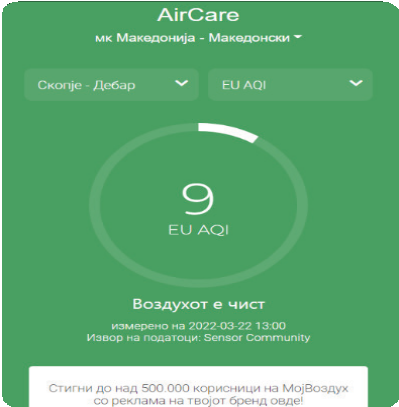 AirCare
мк Македонија - Македонски
Скопје - Дебар
EU AQI
9
EU AQI
Воздухот е чист
измерено на 2022-03-22 13:00
Извор на податоци: Sensor Community
Стигни до над 500.000 корисници на МојВоздух
со реклама на твојот бренд овде!